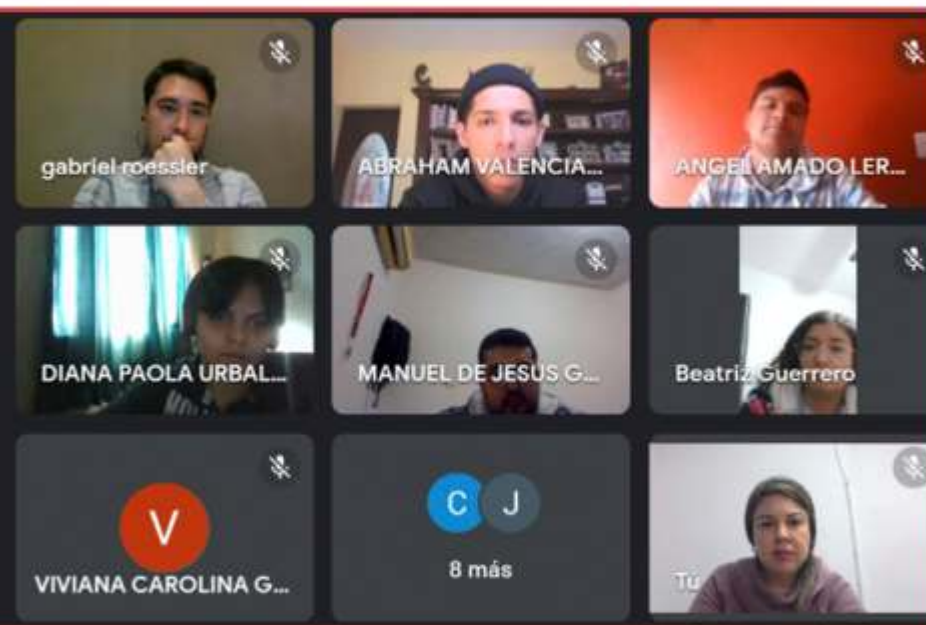 gabriel roessler
ABRAHAM VALENCIA...
ANGEL AMADO LER...
DIANA PAOLA URBAL...
MANUEL DE JESUS G...
Beatriz Guerrero
V
VIVIANA CAROLINA G...
C J
8 más
Tú